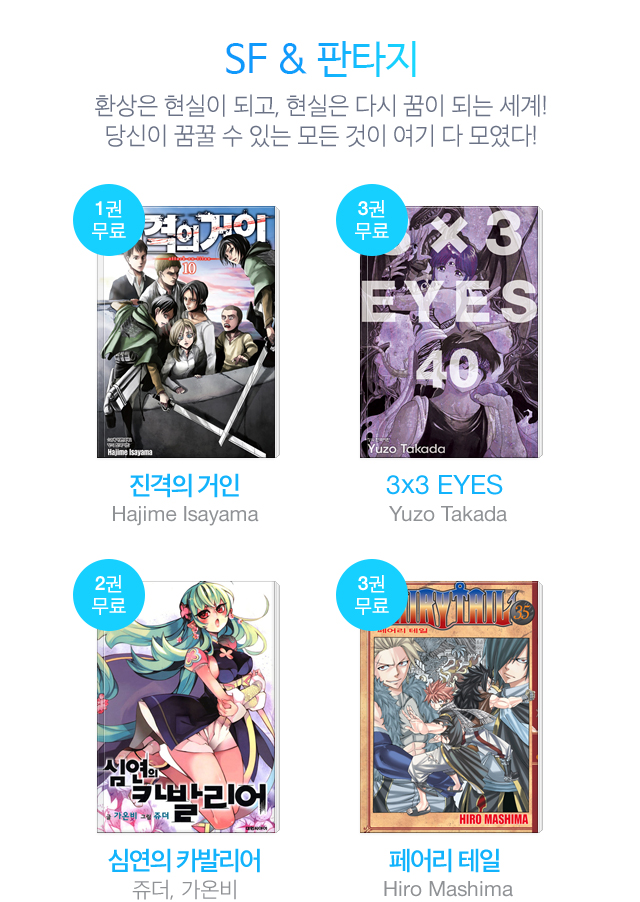 SF & 판타지
환상은 현실이 되고, 현실은 다시 꿈이 되는 세계!
당신이 꿈꿀 수 있는 모든 것이 여기 다 모였다!
1권
무료
진격의 거인
attack on titan
10
Hajime Isayama
3권
무료
3 × 3
EYES
40
Yuzo Takada
진격의 거인
Hajime Isayama
3x3 EYES
Yuzo Takada
2권
무료
심연의
카발리어
글 가온비 그림 쥬더
3권
무료
FAIRY TAIL
35
페어리 테일
HIRO MASHIMA
심연의 카발리어
쥬더, 가온비
페어리 테일
Hiro Mashima